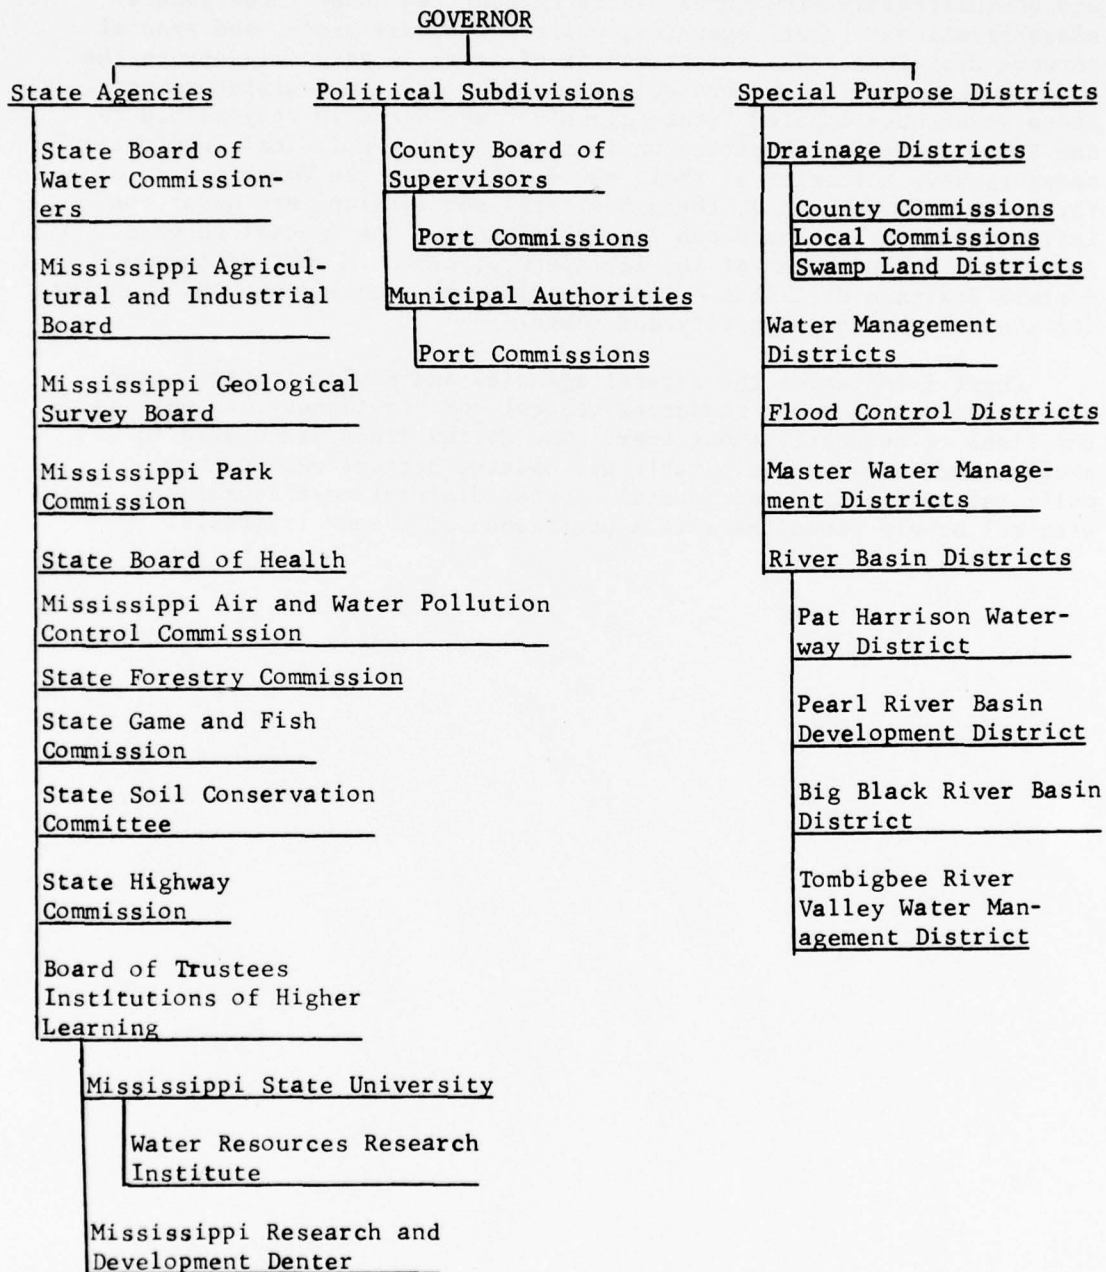 GOVERNOR
State Agencies
State Board of
Water Commission-
ers
Mississippi Agricul-
tural and Industrial
Board
Mississippi Geological
Survey Board
Mississippi Park
Commission
State Board of Health
Mississippi Air and Water Pollution
Control Commission
State Forestry Commission
State Game and Fish
Commission
State Soil Conservation
Committee
State Highway
Commission
Board of Trustees
Institutions of Higher
Learning
Mississippi State University
Water Resources Research
Institute
Mississippi Research and
Development Denter
Political Subdivisions
County Board of
Supervisors
Port Commissions
Municipal Authorities
Port Commissions
Special Purpose Districts
Drainage Districts
County Commissions
Local Commissions
Swamp Land Districts
Water Management
Districts
Flood Control Districts
Master Water Manage-
ment Districts
River Basin Districts
Pat Harrison Water-
way District
Pearl River Basin
Development District
Big Black River Basin
District
Tombigbee River
Valley Water Man-
agement District